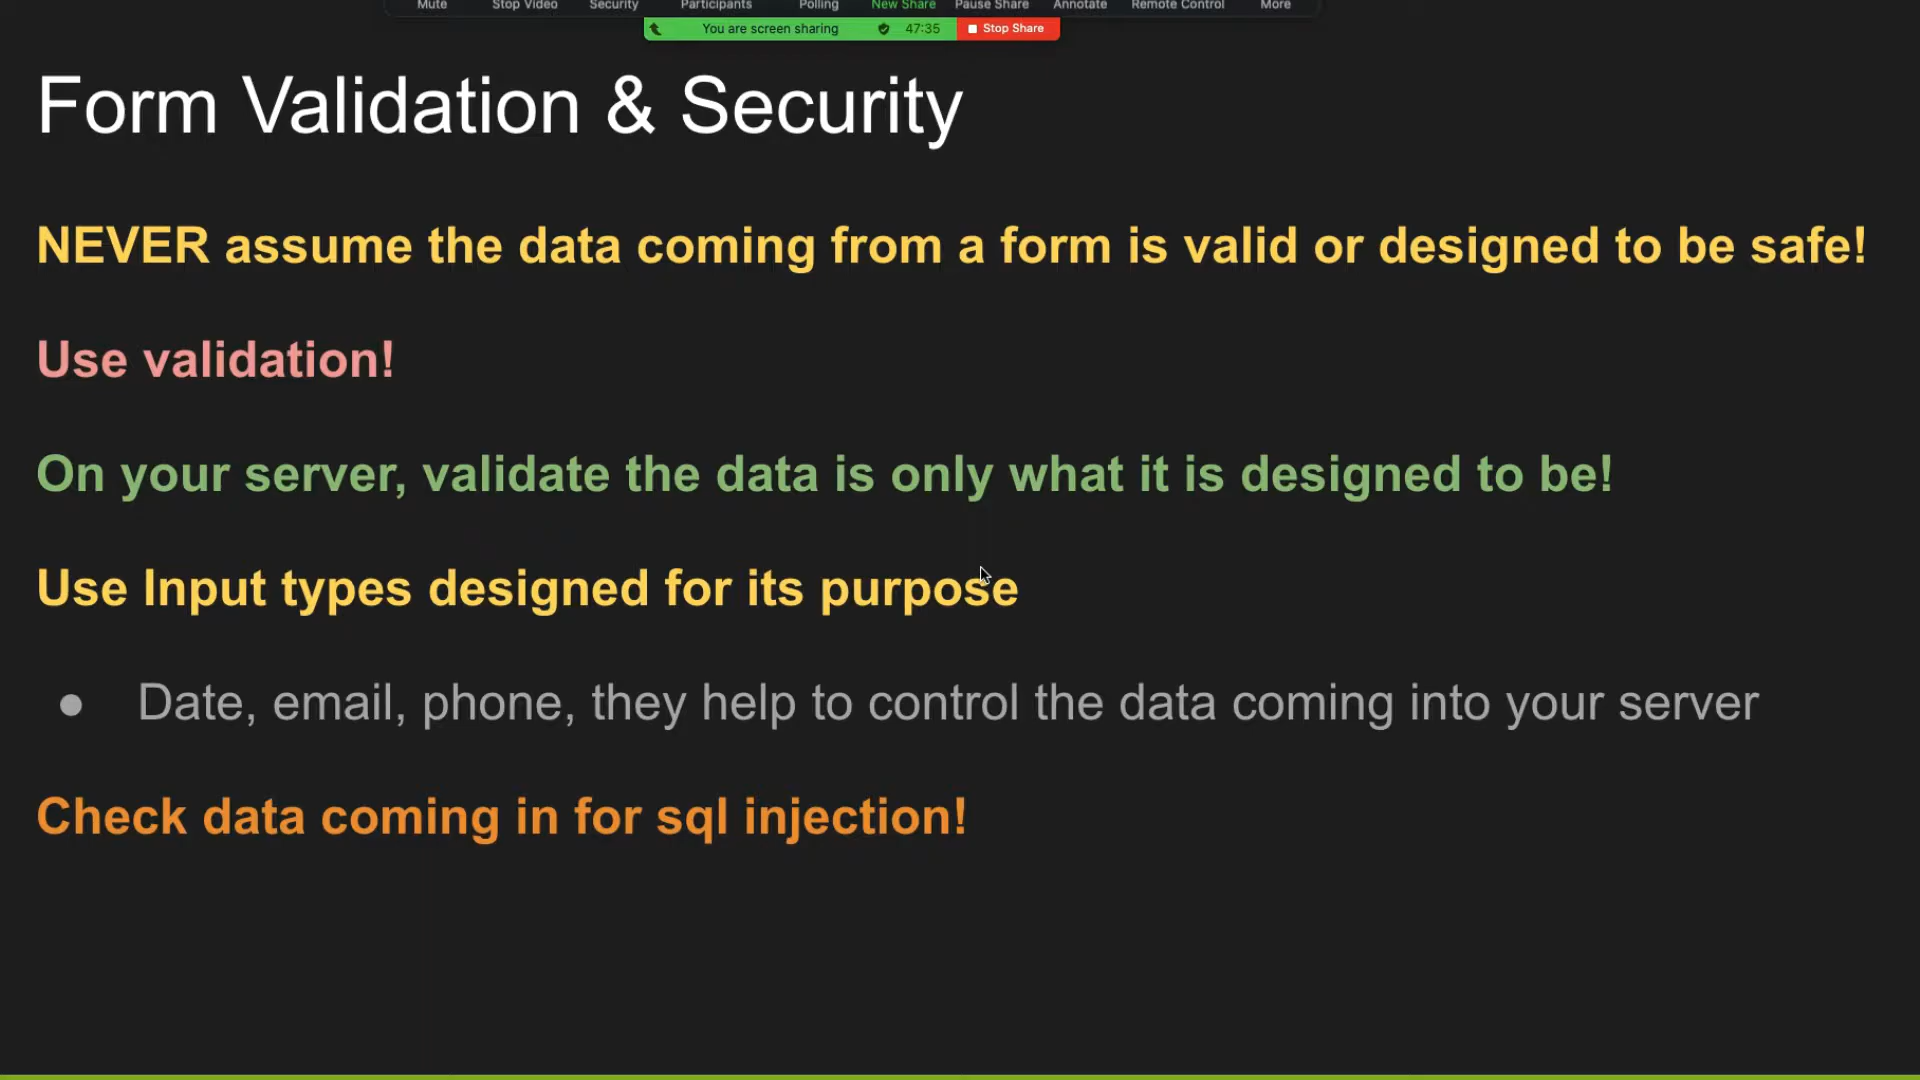 Mute Stop Video Security Participants Polling New Share Pause Share Annotate Remote Control More
You are screen sharing 47:35 Stop Share
Form Validation & Security
NEVER assume the data coming from a form is valid or designed to be safe!
Use validation!
On your server, validate the data is only what it is designed to be!
Use Input types designed for its purpose
● Date, email, phone, they help to control the data coming into your server
Check data coming in for sql injection!